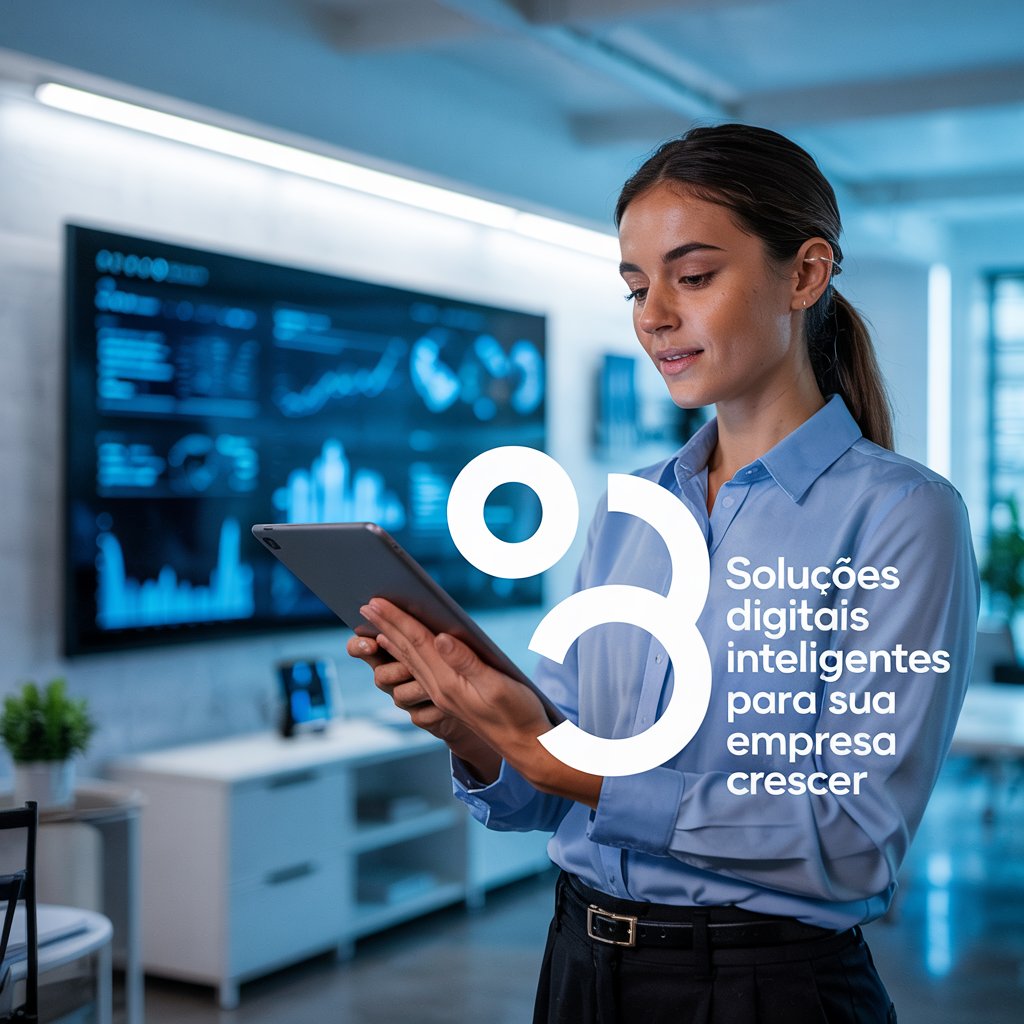 Soluções
digitais
inteligentes
para sua
empresa
crescer